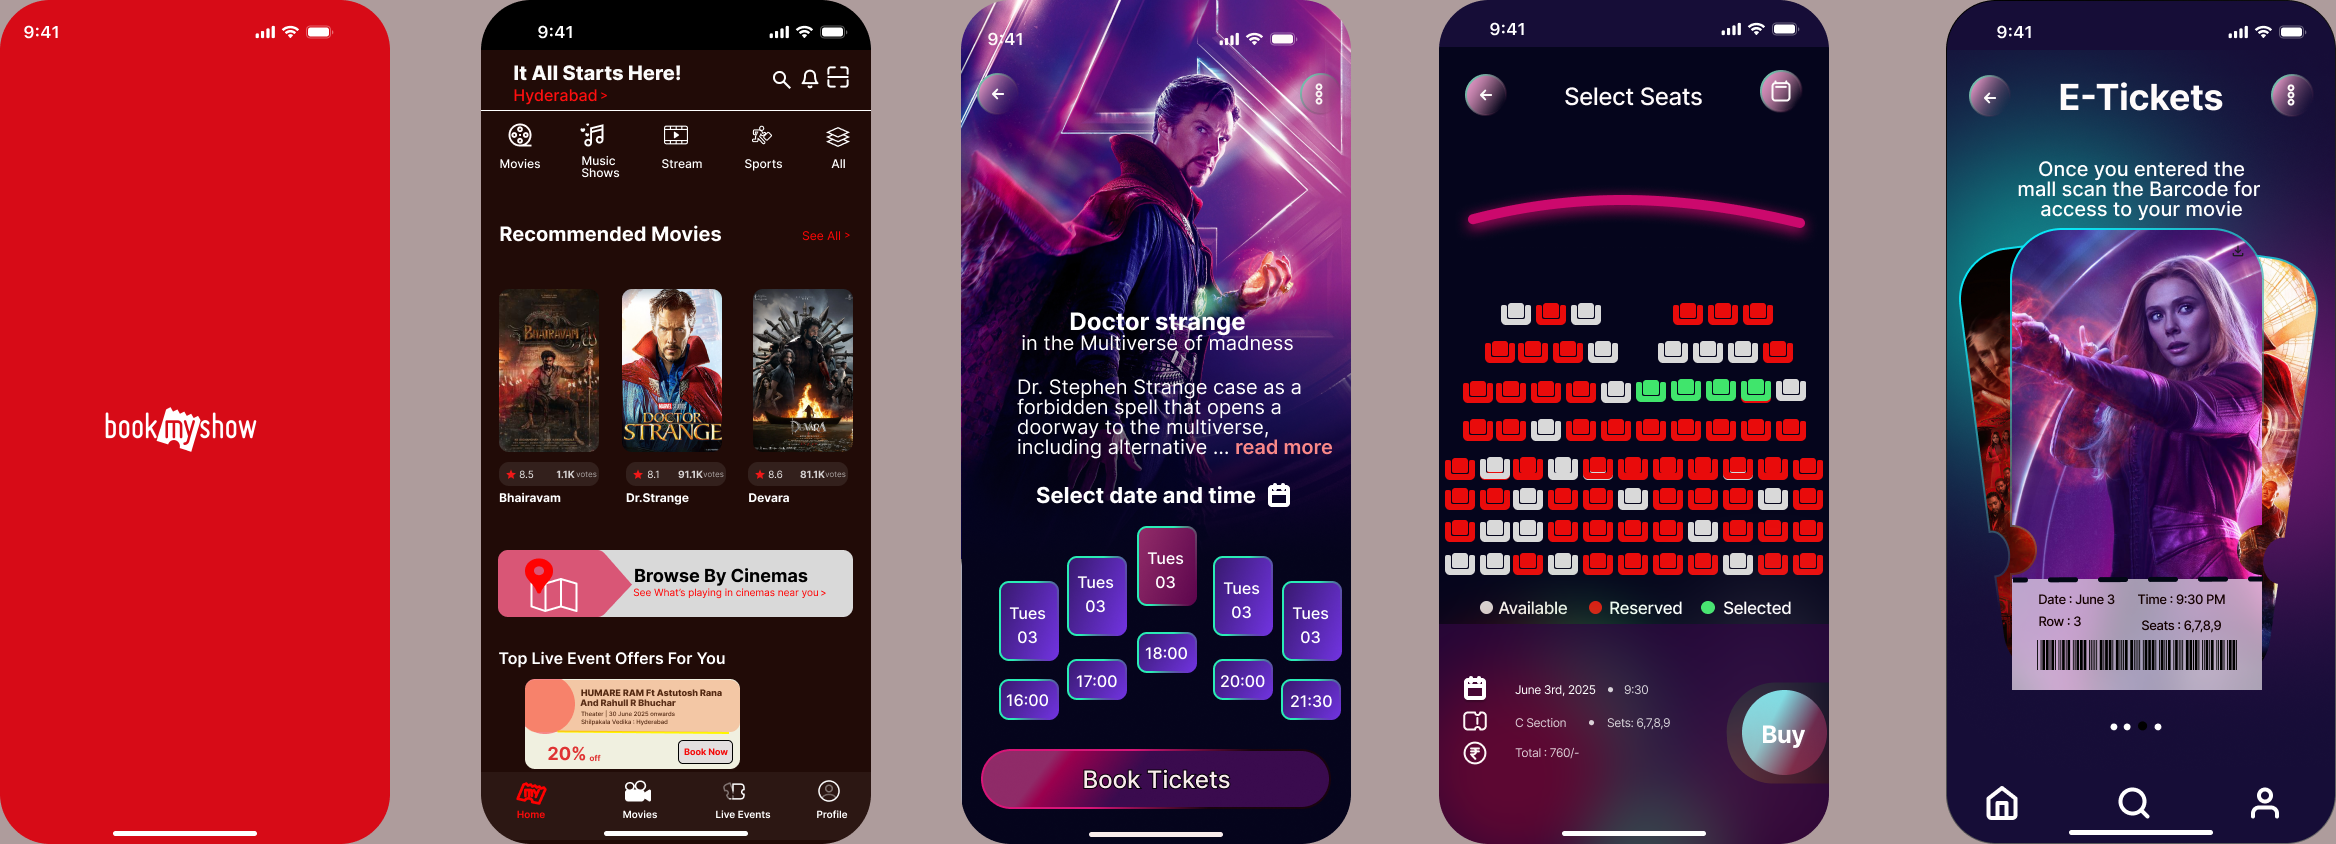 9:41
bookmyshow
9:41
It All Starts Here!
Hyderabad >
Movies
Music
Shows
Stream
Sports
All
Recommended Movies
See All >
BHAIRAVAM
MARVEL STUDIOS
DOCTOR
STRANGE
DEVARA
8.5 1.1K votes
8.1 91.1K votes
8.6 81.1K votes
Bhairavam
Dr.Strange
Devara
Browse By Cinemas
See What's playing in cinemas near you >
Top Live Event Offers For You
HUMARE RAM Ft Astutosh Rana
And Rahull R Bhuchar
Theater | 30 June 2025 onwards
Shilpakala Vedika : Hyderabad
20% off
Book Now
my
Home
Movies
Live Events
Profile
9:41
Doctor strange
in the Multiverse of madness
Dr. Stephen Strange case as a
forbidden spell that opens a
doorway to the multiverse,
including alternative ... read more
Select date and time
Tues
03
Tues
03
Tues
03
Tues
03
Tues
03
16:00
17:00
18:00
20:00
21:30
Book Tickets
9:41
Select Seats
Available
Reserved
Selected
June 3rd, 2025 • 9:30
C Section • Sets: 6,7,8,9
Total : 760/-
Buy
9:41
E-Tickets
Once you entered the
mall scan the Barcode for
access to your movie
Date : June 3 Time : 9:30 PM
Row : 3 Seats : 6,7,8,9